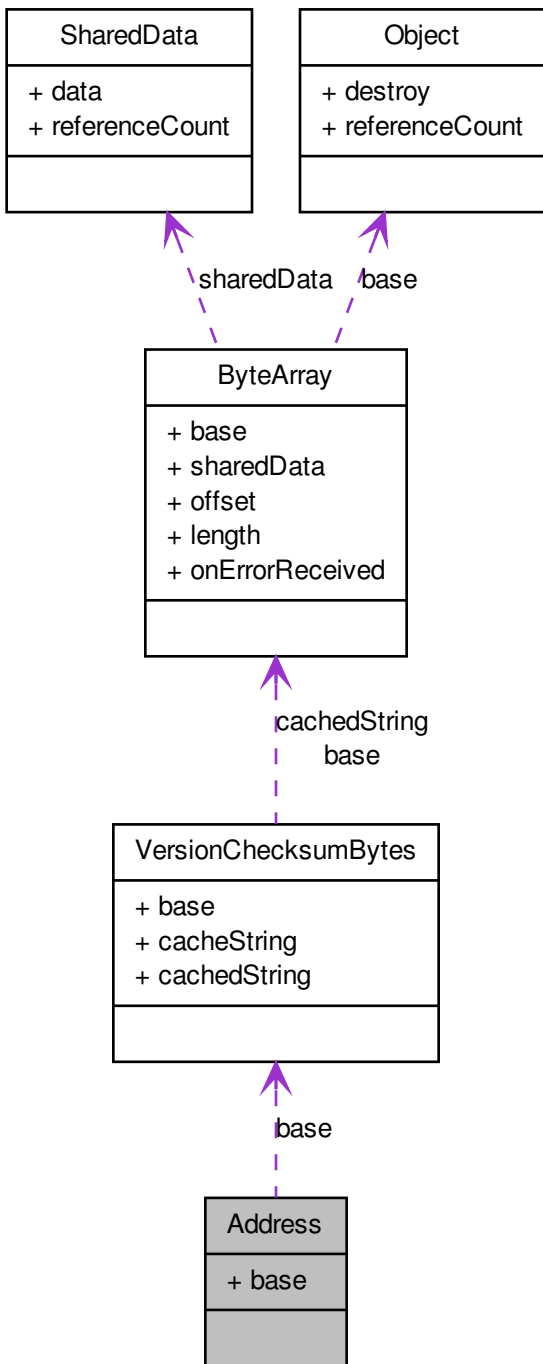 SharedData
+ data
+ referenceCount
Object
+ destroy
+ referenceCount
sharedData
base
ByteArray
+ base
+ sharedData
+ offset
+ length
+ onErrorReceived
cachedString
base
VersionChecksumBytes
+ base
+ cacheString
+ cachedString
base
Address
+ base